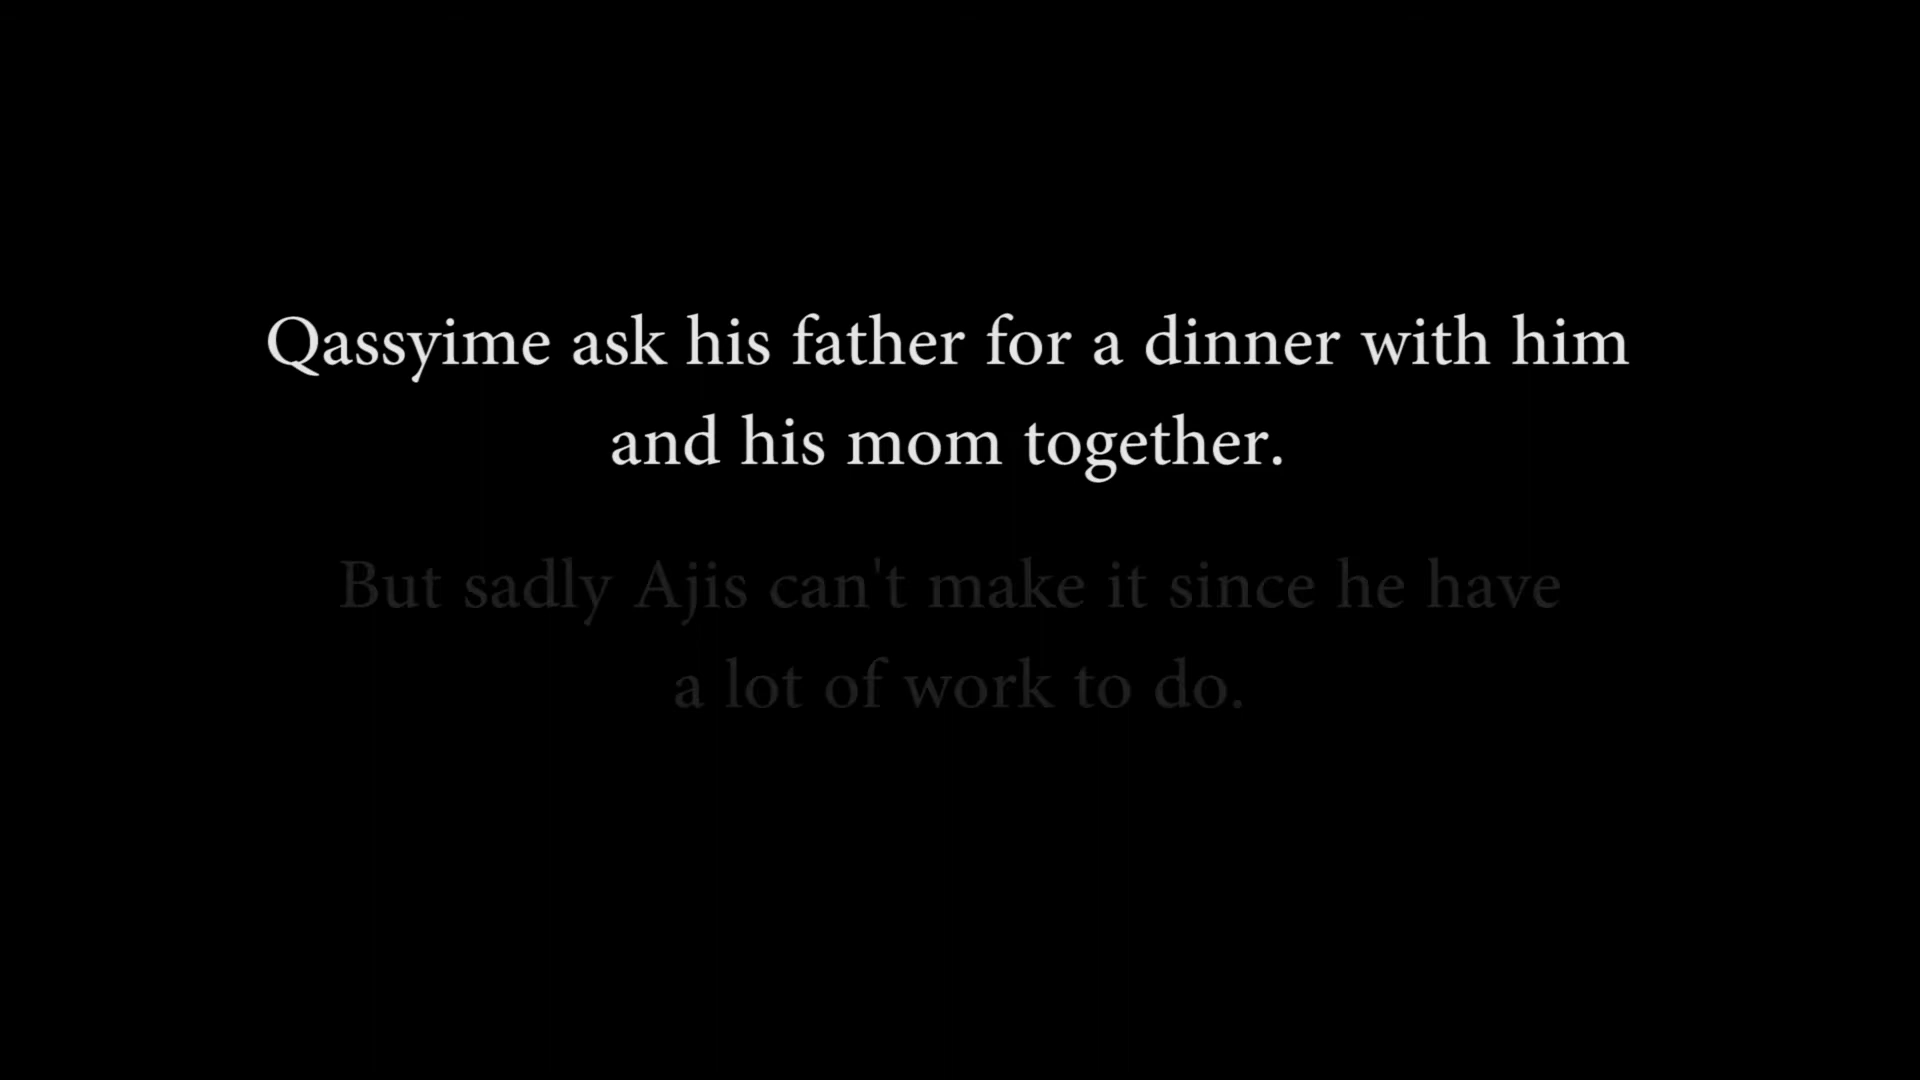 Qassyime ask his father for a dinner with him
and his mom together.
But sadly Ajis can't make it since he have
a lot of work to do.